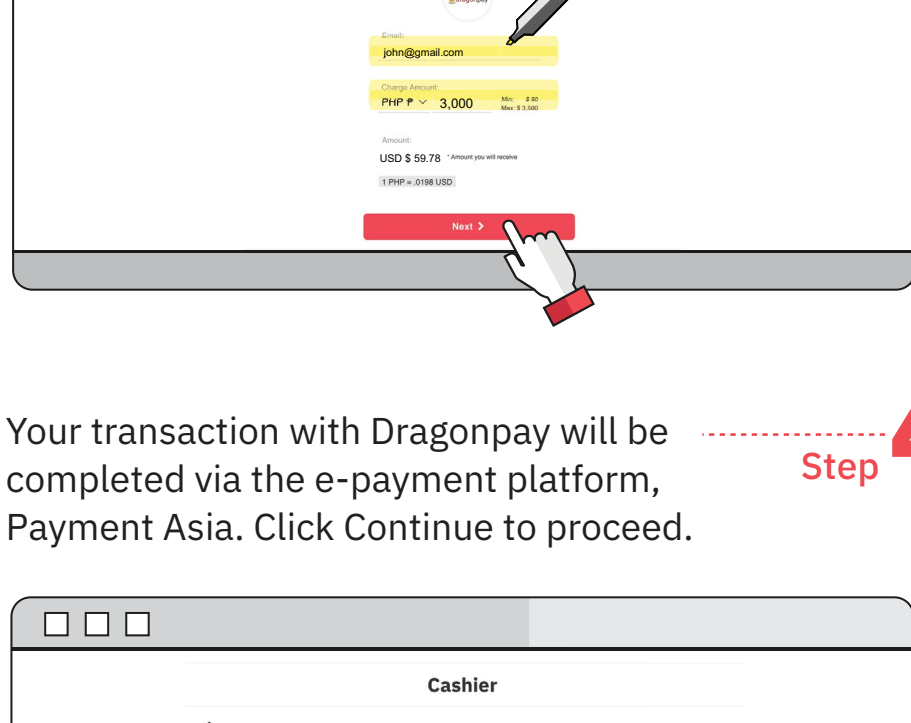 Dragonpay
Email:
john@gmail.com
Charge Amount:
PHP ₱ 3,000
Min: $ 50
Max: $ 3,500
Amount:
USD $ 59.78 * Amount you will receive
1 PHP = .0198 USD
Next
Your transaction with Dragonpay will be
completed via the e-payment platform,
Payment Asia. Click Continue to proceed.
Step
Cashier